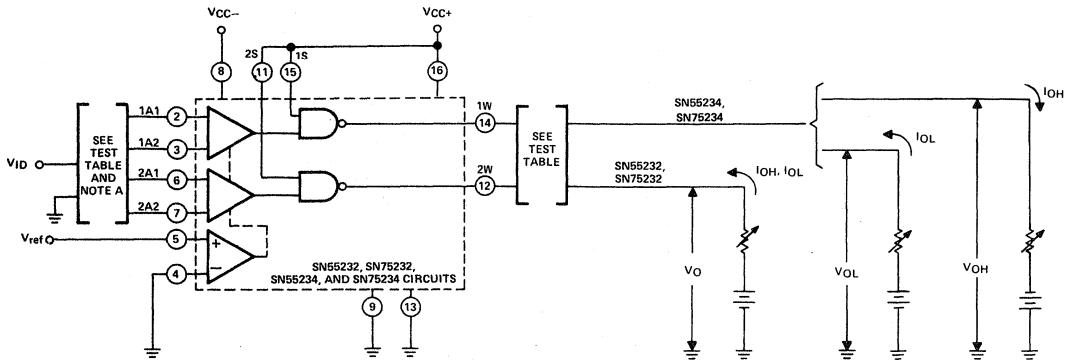 VCC–
VCC+
2S
1S
8
11
15
16
SEE
TEST
TABLE
AND
NOTE A
VID
1A1
2
1A2
3
2A1
6
2A2
7
Vref
5
+
4
–
1W
14
2W
12
SEE
TEST
TABLE
SN55234,
SN75234
SN55232,
SN75232
IOH, IOL
IOL
IOH
VO
VOL
VOH
SN55232, SN75232,
SN55234, AND SN75234 CIRCUITS
9
13